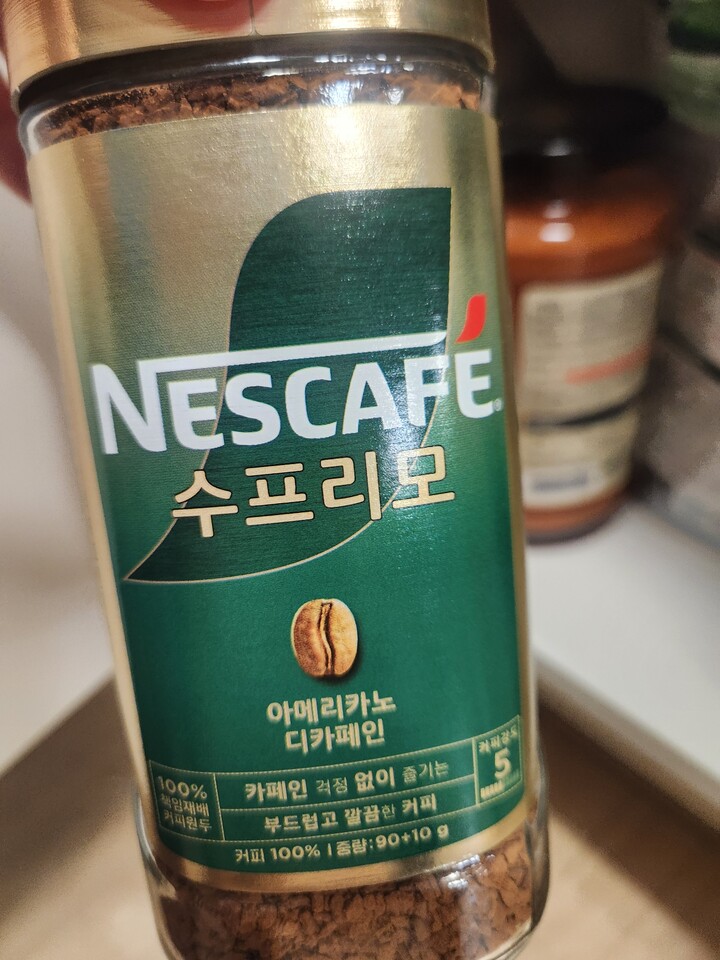 NESCAFÉ
수프리모
아메리카노
디카페인
100%
책임재배
커피원두
카페인 걱정 없이 즐기는
부드럽고 깔끔한 커피
커피강도
5
커피 100% | 중량:90+10 g